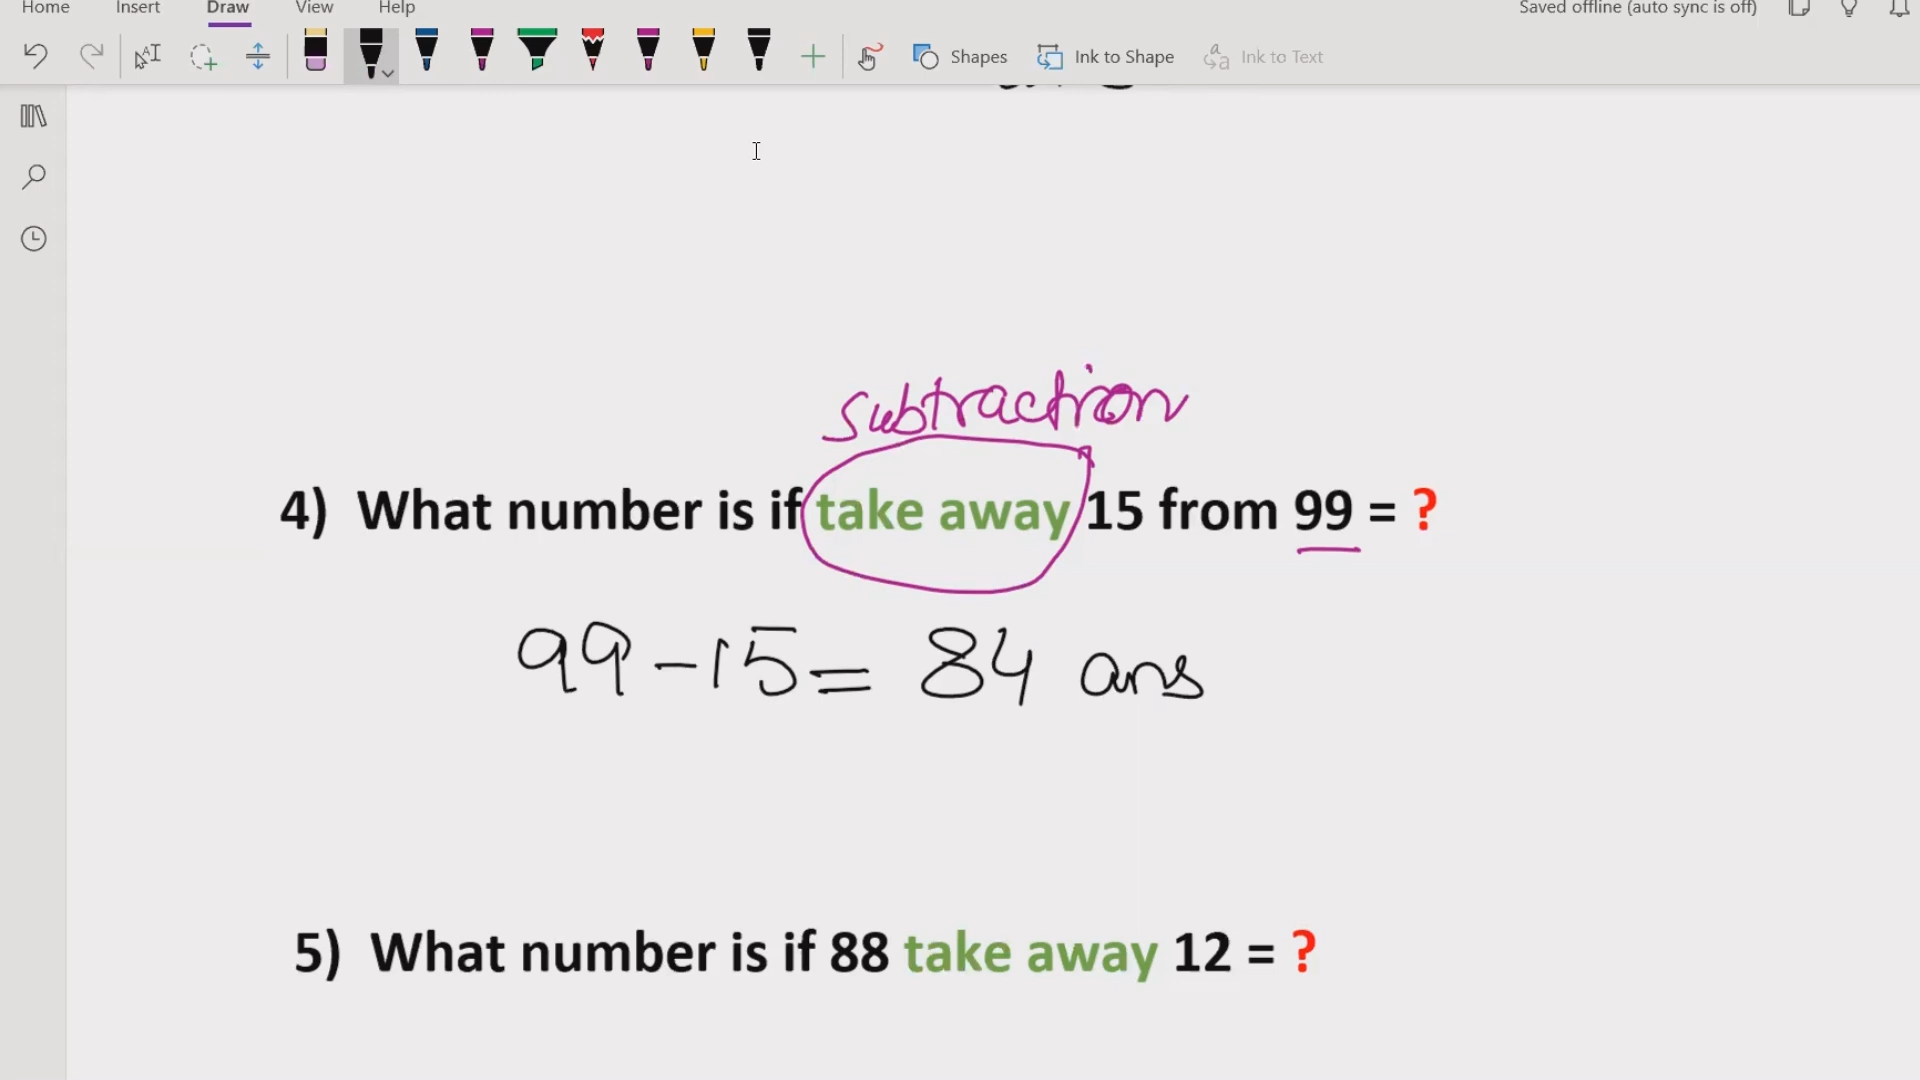 Home Insert Draw View Help Saved offline (auto sync is off)
Shapes Ink to Shape Ink to Text
subtraction
4) What number is if take away 15 from 99 = ?
99-15= 84 ans
5) What number is if 88 take away 12 = ?